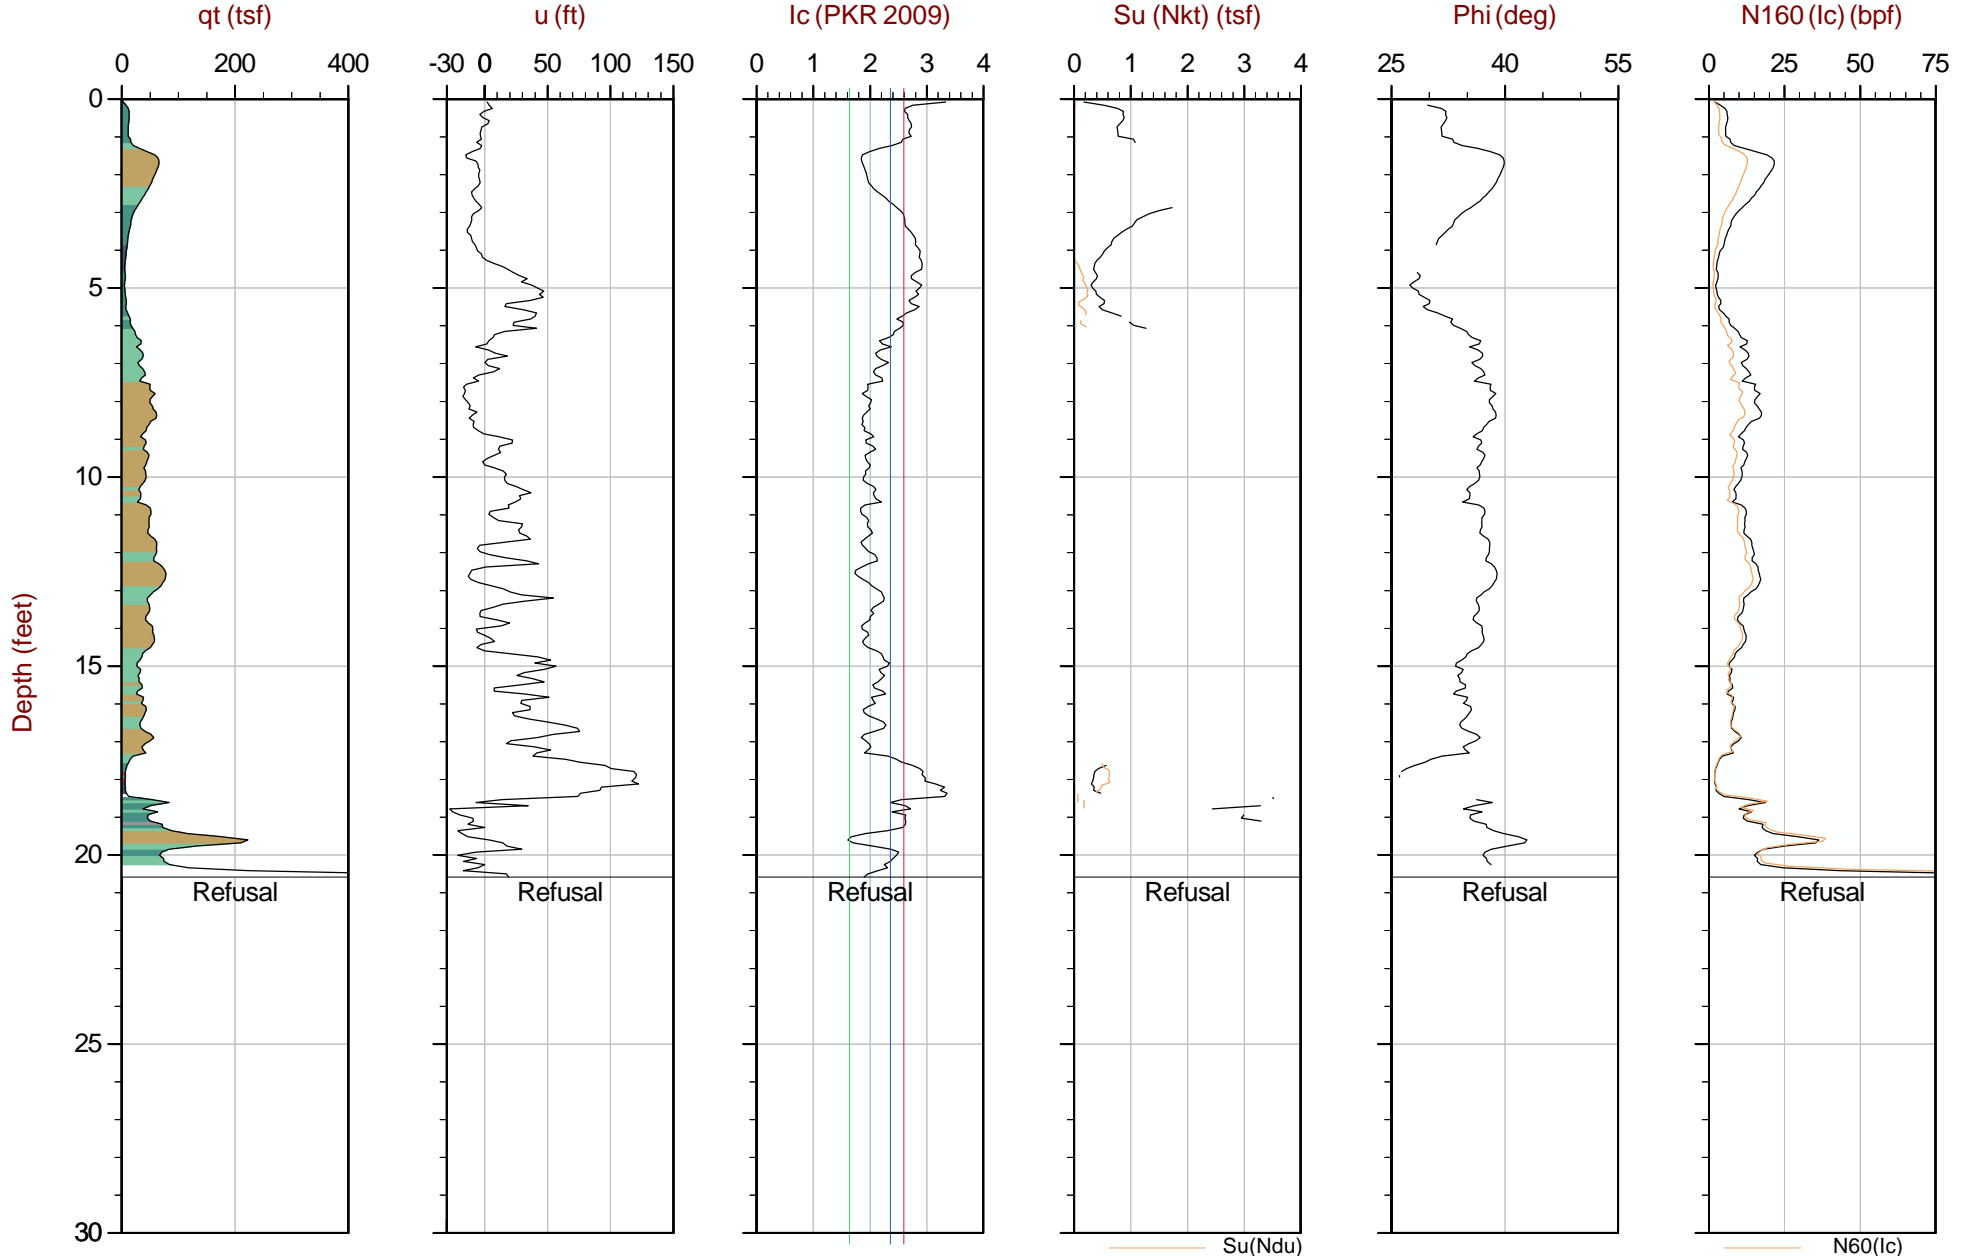 qt (tsf) u (ft) Ic (PKR 2009) Su (Nkt) (tsf) Phi (deg) N160 (Ic) (bpf)
0 200 400 -30 0 50 100 150 0 1 2 3 4 0 1 2 3 4 25 40 55 0 25 50 75
0
5
10
15
Depth (feet)
20
Refusal Refusal Refusal Refusal Refusal Refusal
25
30
Su(Ndu) N60(Ic)